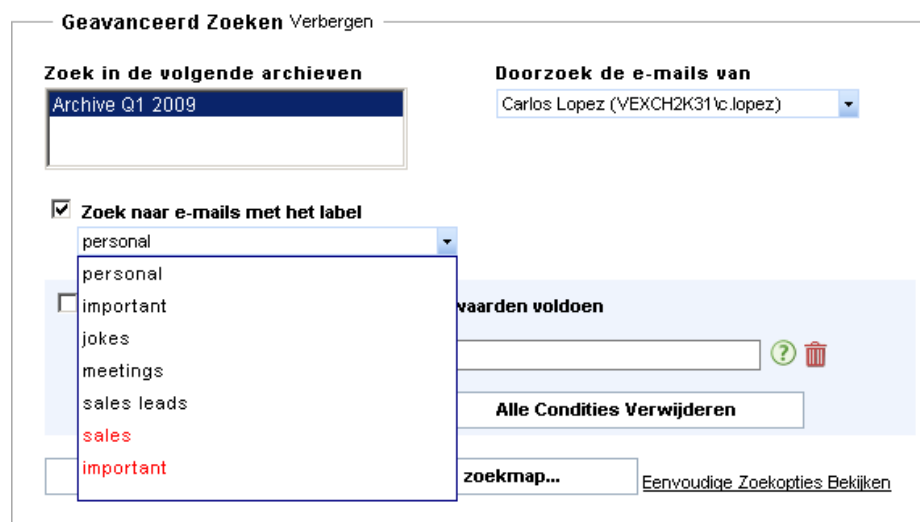 Geavanceerd Zoeken Verbergen
Zoek in de volgende archieven
Archive Q1 2009
Doorzoek de e-mails van
Carlos Lopez (VEXCH2K31\c.lopez)
Zoek naar e-mails met het label
personal
personal
important
jokes
meetings
sales leads
sales
important
waarden voldoen
?
Alle Condities Verwijderen
zoekmap...
Eenvoudige Zoekopties Bekijken